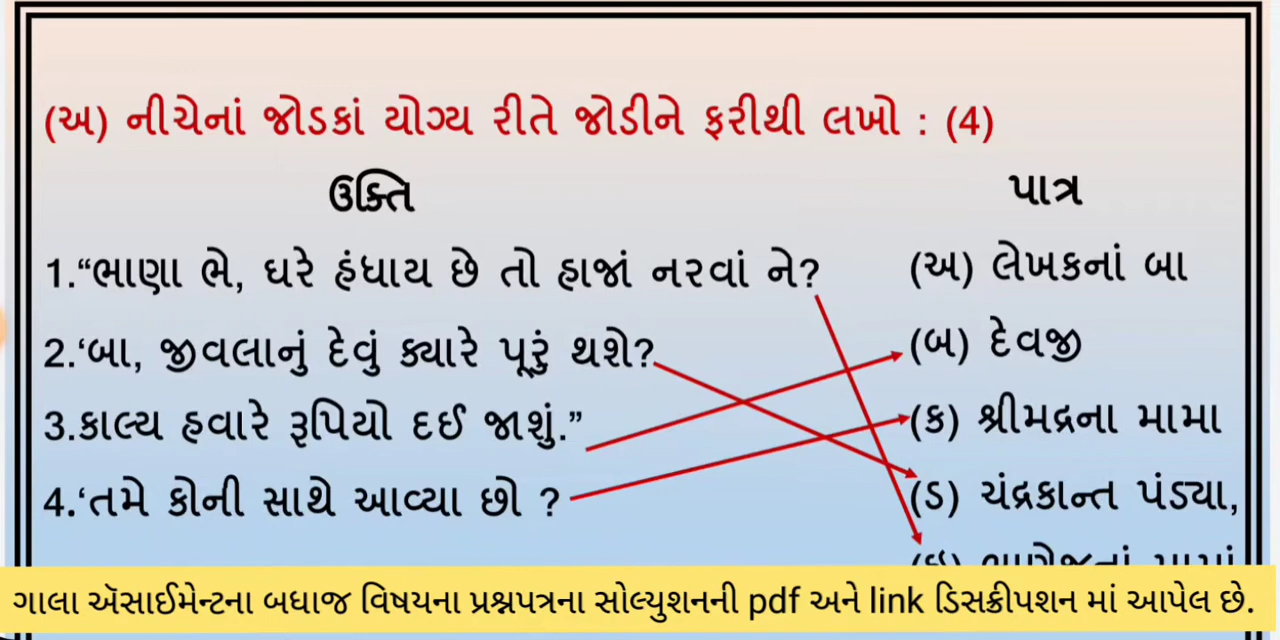 (અ) નીચેનાં જોડકાં યોગ્ય રીતે જોડીને ફરીથી લખો : (4)
ઉક્તિ
પાત્ર
1.“ભાણા ભે, ઘરે હંધાય છે તો હાજાં નરવાં ને?
(અ) લેખકનાં બા
2.‘બા, જીવલાનું દેવું ક્યારે પૂરું થશે?
(બ) દેવજી
3.કાલ્ય હવારે રૂપિયો દઈ જાશું.”
(ક) શ્રીમદ્રના મામા
4.‘તમે કોની સાથે આવ્યા છો ?
(ડ) ચંદ્રકાન્ત પંડ્યા,
ગાલા ઍસાઈમેન્ટના બધાજ વિષયના પ્રશ્નપત્રના સોલ્યુશનની pdf અને link ડિસક્રીપશન માં આપેલ છે.